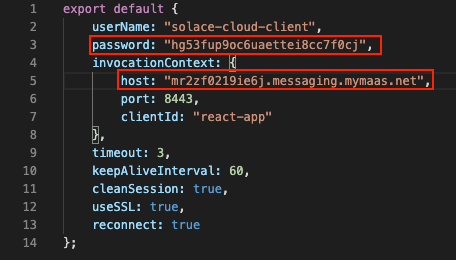 1 export default {
2 userName: "solace-cloud-client",
3 password: "hg53fup9oc6uaettei8cc7f0cj",
4 invocationContext: {
5 host: "mr2zf0219ie6j.messaging.mymaas.net",
6 port: 8443,
7 clientId: "react-app"
8 },
9 timeout: 3,
10 keepAliveInterval: 60,
11 cleanSession: true,
12 useSSL: true,
13 reconnect: true
14 };